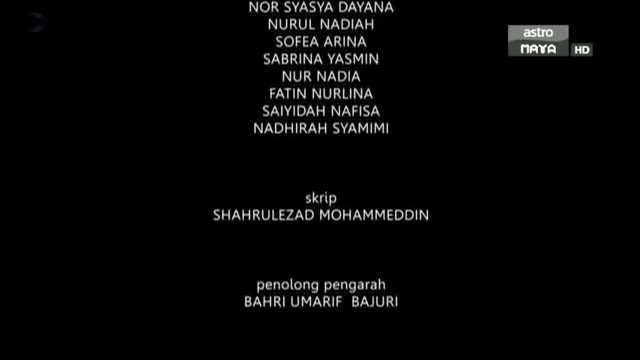 NOR SYASYA DAYANA
NURUL NADIAH
SOFEA ARINA
SABRINA YASMIN
NUR NADIA
FATIN NURLINA
SAIYIDAH NAFISA
NADHIRAH SYAMIMI
skrip
SHAHRULEZAD MOHAMMEDDIN
penolong pengarah
BAHRI UMARIF BAJURI
astro
MAYA HD